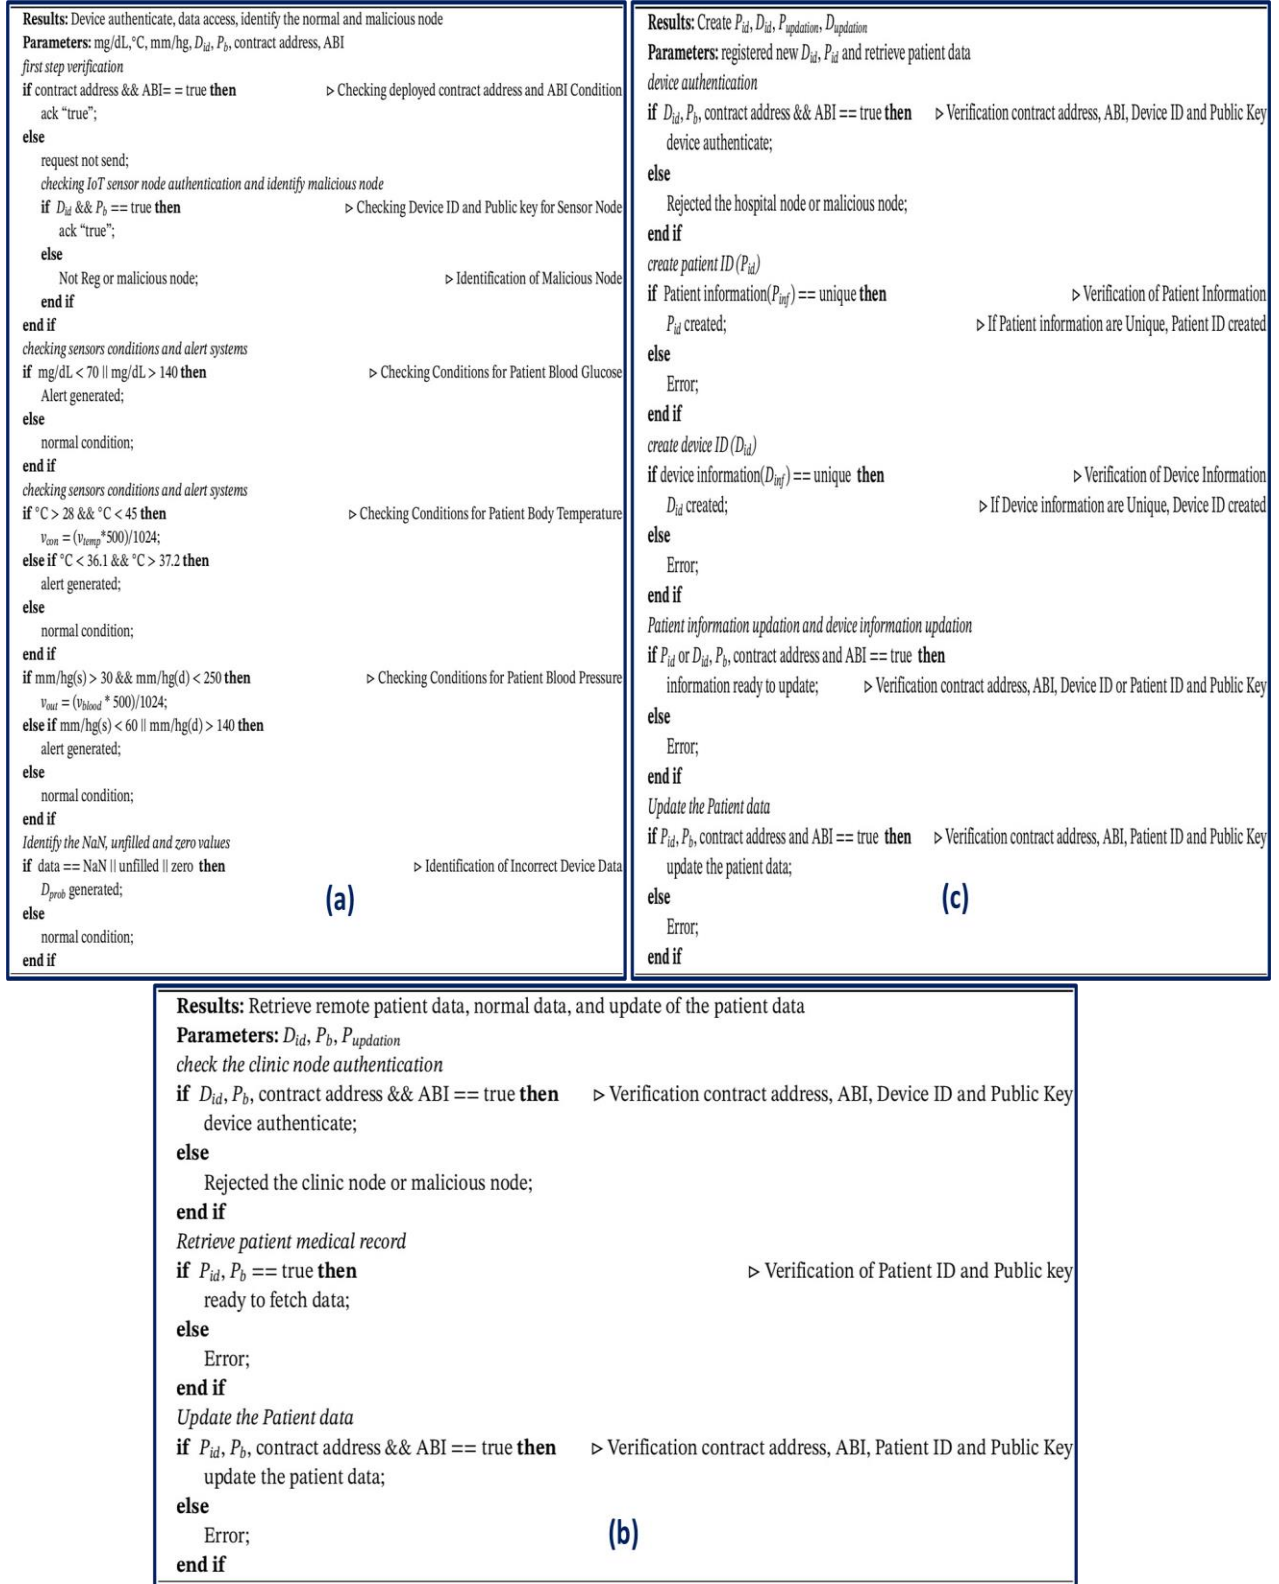 Results: Device authenticate, data access, identify the normal and malicious node
Parameters: mg/dL,°C, mm/hg, Did, Pb, contract address, ABI
first step verification
if contract address && ABI= = true then ▷ Checking deployed contract address and ABI Condition
ack “true”;
else
request not send;
checking IoT sensor node authentication and identify malicious node
if Did && Pb == true then ▷ Checking Device ID and Public key for Sensor Node
ack “true”;
else
Not Reg or malicious node; ▷ Identification of Malicious Node
end if
end if
checking sensors conditions and alert systems
if mg/dL < 70 || mg/dL > 140 then ▷ Checking Conditions for Patient Blood Glucose
Alert generated;
else
normal condition;
end if
checking sensors conditions and alert systems
if °C > 28 && °C < 45 then ▷ Checking Conditions for Patient Body Temperature
vcon = (vtemp*500)/1024;
else if °C < 36.1 && °C > 37.2 then
alert generated;
else
normal condition;
end if
if mm/hg(s) > 30 && mm/hg(d) < 250 then ▷ Checking Conditions for Patient Blood Pressure
vout = (vblood * 500)/1024;
else if mm/hg(s) < 60 || mm/hg(d) > 140 then
alert generated;
else
normal condition;
end if
Identify the NaN, unfilled and zero values
if data == NaN || unfilled || zero then ▷ Identification of Incorrect Device Data
Dprob generated;
else
normal condition;
end if
(a)
Results: Create Pid, Did, Pupdation, Dupdation
Parameters: registered new Did, Pid and retrieve patient data
device authentication
if Did, Pb, contract address && ABI == true then ▷ Verification contract address, ABI, Device ID and Public Key
device authenticate;
else
Rejected the hospital node or malicious node;
end if
create patient ID (Pid)
if Patient information(Pinf) == unique then ▷ Verification of Patient Information
Pid created; ▷ If Patient information are Unique, Patient ID created
else
Error;
end if
create device ID (Did)
if device information(Dinf) == unique then ▷ Verification of Device Information
Did created; ▷ If Device information are Unique, Device ID created
else
Error;
end if
Patient information updation and device information updation
if Pid or Did, Pb, contract address and ABI == true then
information ready to update; ▷ Verification contract address, ABI, Device ID or Patient ID and Public Key
else
Error;
end if
Update the Patient data
if Pid, Pb, contract address and ABI == true then ▷ Verification contract address, ABI, Patient ID and Public Key
update the patient data;
else
Error;
end if
(c)
Results: Retrieve remote patient data, normal data, and update of the patient data
Parameters: Did, Pb, Pupdation
check the clinic node authentication
if Did, Pb, contract address && ABI == true then ▷ Verification contract address, ABI, Device ID and Public Key
device authenticate;
else
Rejected the clinic node or malicious node;
end if
Retrieve patient medical record
if Pid, Pb == true then ▷ Verification of Patient ID and Public key
ready to fetch data;
else
Error;
end if
Update the Patient data
if Pid, Pb, contract address && ABI == true then ▷ Verification contract address, ABI, Patient ID and Public Key
update the patient data;
else
Error;
end if
(b)